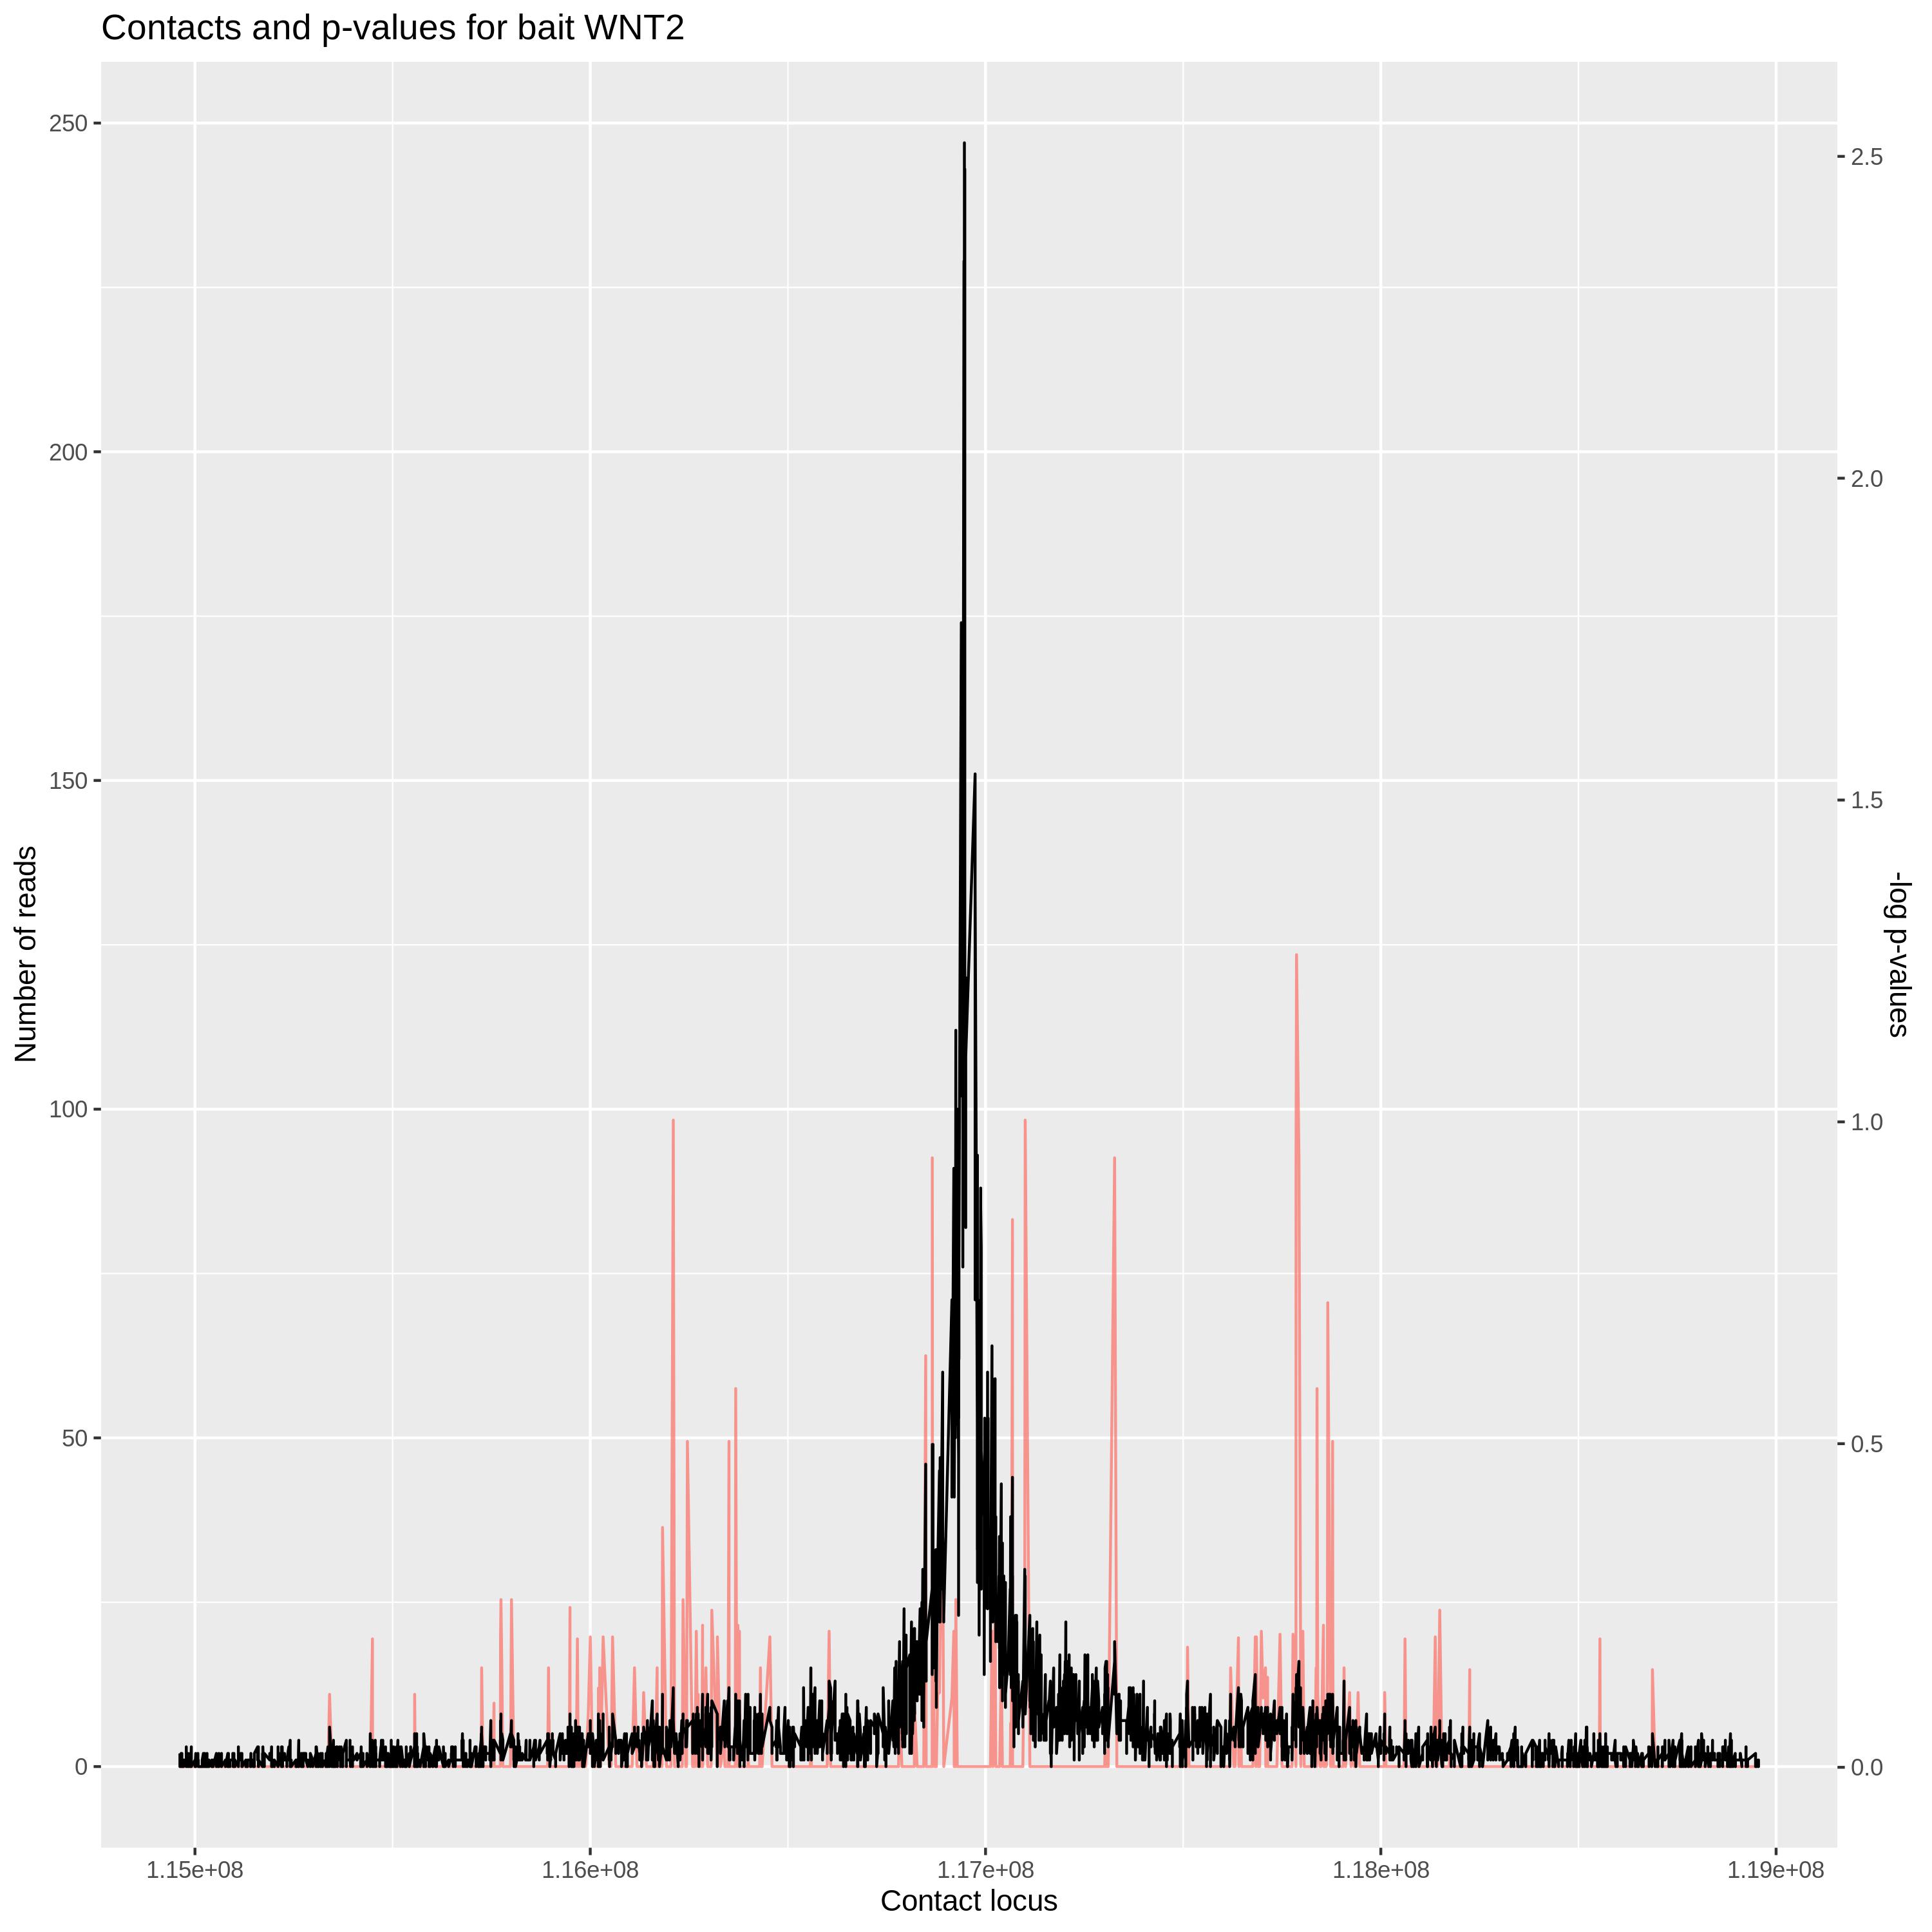 Contacts and p-values for bait WNT2
Number of reads
250
200
150
100
50
0
2.5
2.0
1.5
1.0
0.5
0.0
-log p-values
1.15e+08 1.16e+08 1.17e+08 1.18e+08 1.19e+08
Contact locus